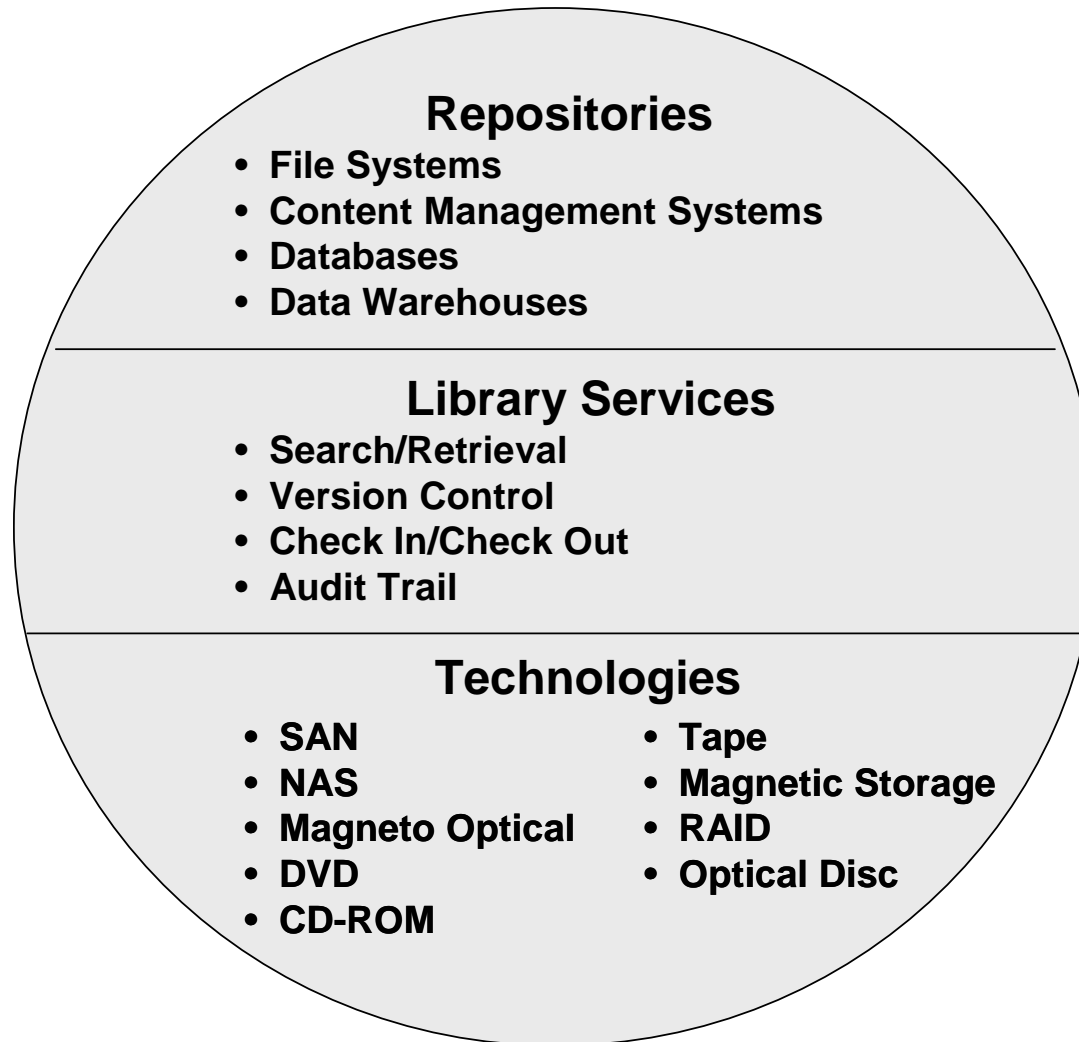 Repositories
• File Systems
• Content Management Systems
• Databases
• Data Warehouses
Library Services
• Search/Retrieval
• Version Control
• Check In/Check Out
• Audit Trail
Technologies
• SAN
• NAS
• Magneto Optical
• DVD
• CD-ROM
• Tape
• Magnetic Storage
• RAID
• Optical Disc